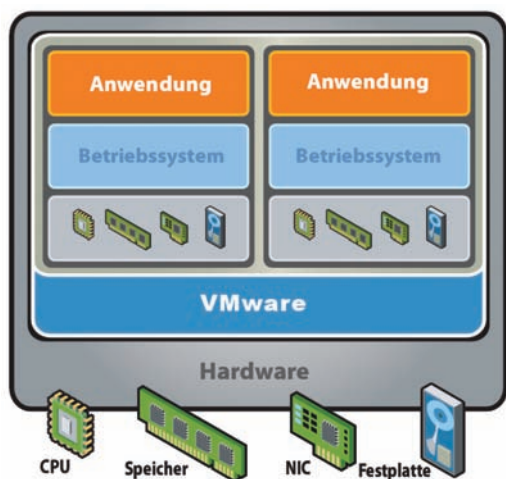 Anwendung Anwendung
Betriebssystem Betriebssystem
VMware
Hardware
CPU Speicher NIC Festplatte